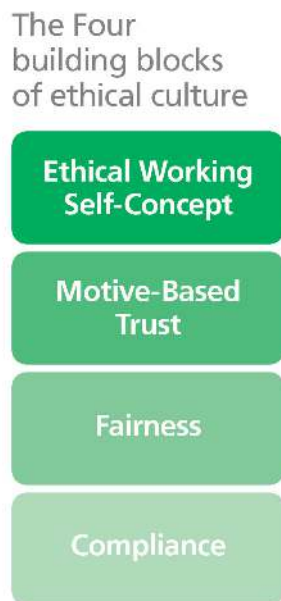 The Four
building blocks
of ethical culture
Ethical Working
Self-Concept
Motive-Based
Trust
Fairness
Compliance